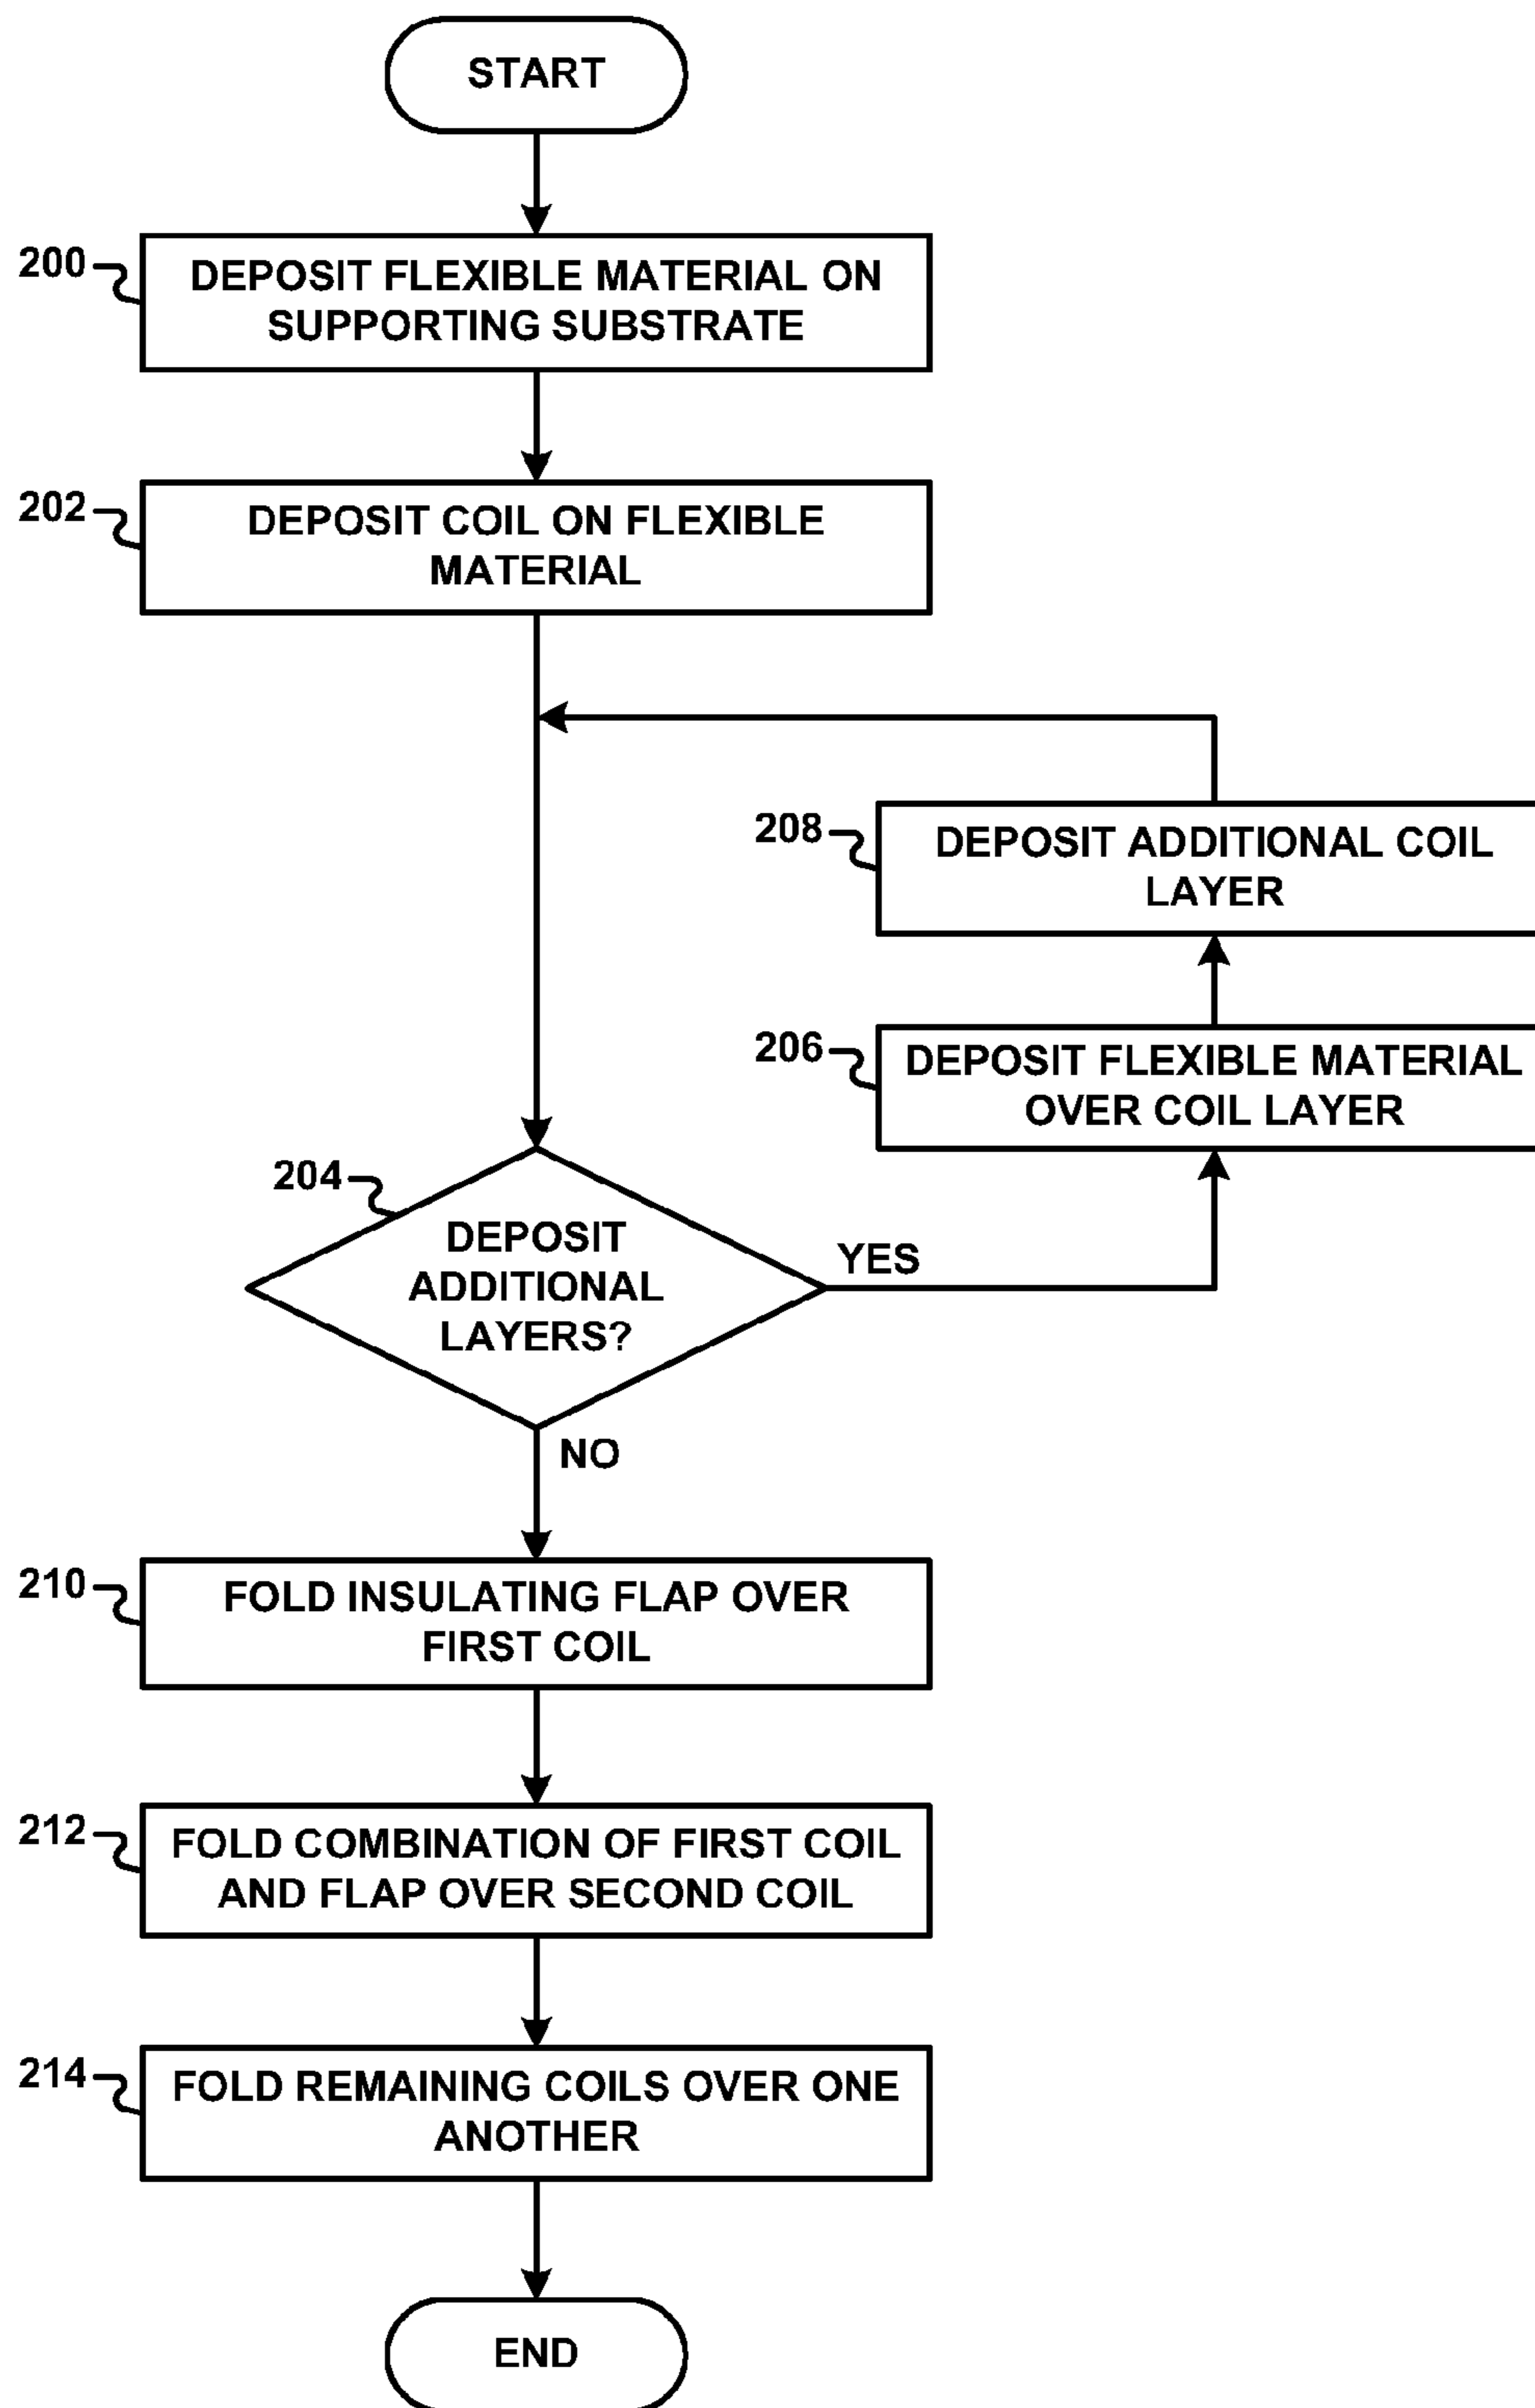 START
200
DEPOSIT FLEXIBLE MATERIAL ON
SUPPORTING SUBSTRATE
202
DEPOSIT COIL ON FLEXIBLE
MATERIAL
208
DEPOSIT ADDITIONAL COIL
LAYER
206
DEPOSIT FLEXIBLE MATERIAL
OVER COIL LAYER
204
DEPOSIT
ADDITIONAL
LAYERS?
YES
NO
210
FOLD INSULATING FLAP OVER
FIRST COIL
212
FOLD COMBINATION OF FIRST COIL
AND FLAP OVER SECOND COIL
214
FOLD REMAINING COILS OVER ONE
ANOTHER
END